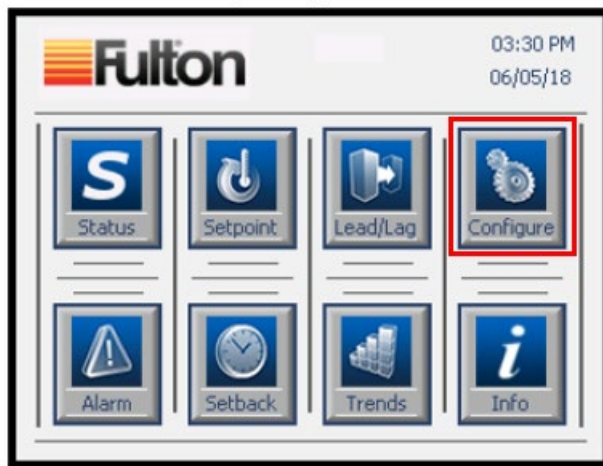 Fulton
03:30 PM
06/05/18
S
Status
Setpoint
Lead/Lag
Configure
Alarm
Setback
Trends
i
Info